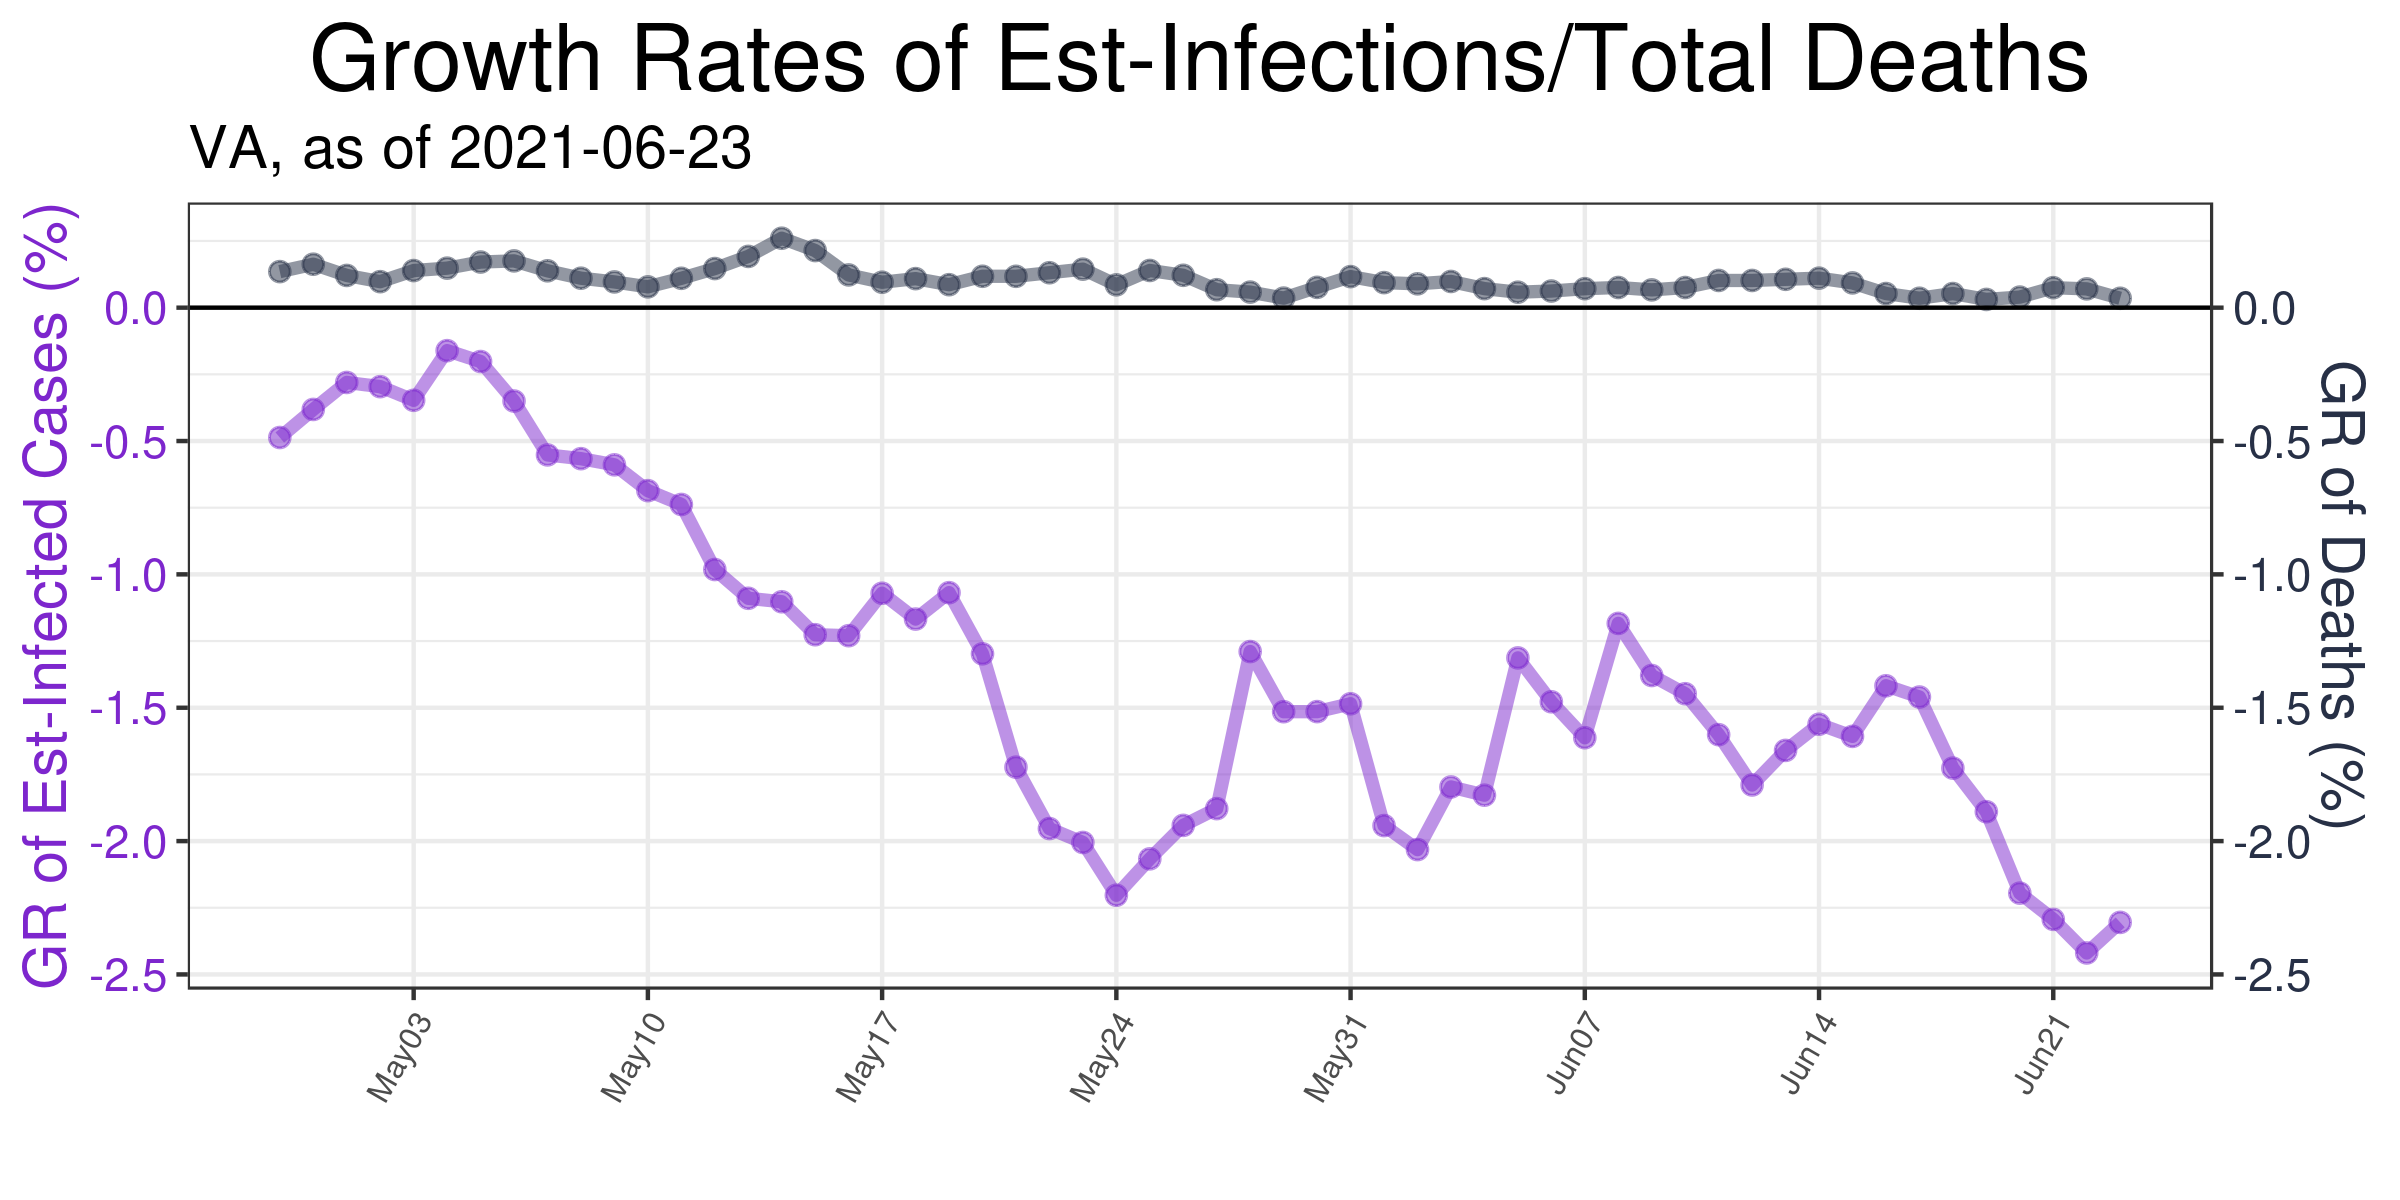 Growth Rates of Est-Infections/Total Deaths
VA, as of 2021-06-23
GR of Est-Infected Cases (%)
0.0
-0.5
-1.0
-1.5
-2.0
-2.5
0.0
-0.5
-1.0
-1.5
-2.0
-2.5
GR of Deaths (%)
May03
May10
May17
May24
May31
Jun07
Jun14
Jun21